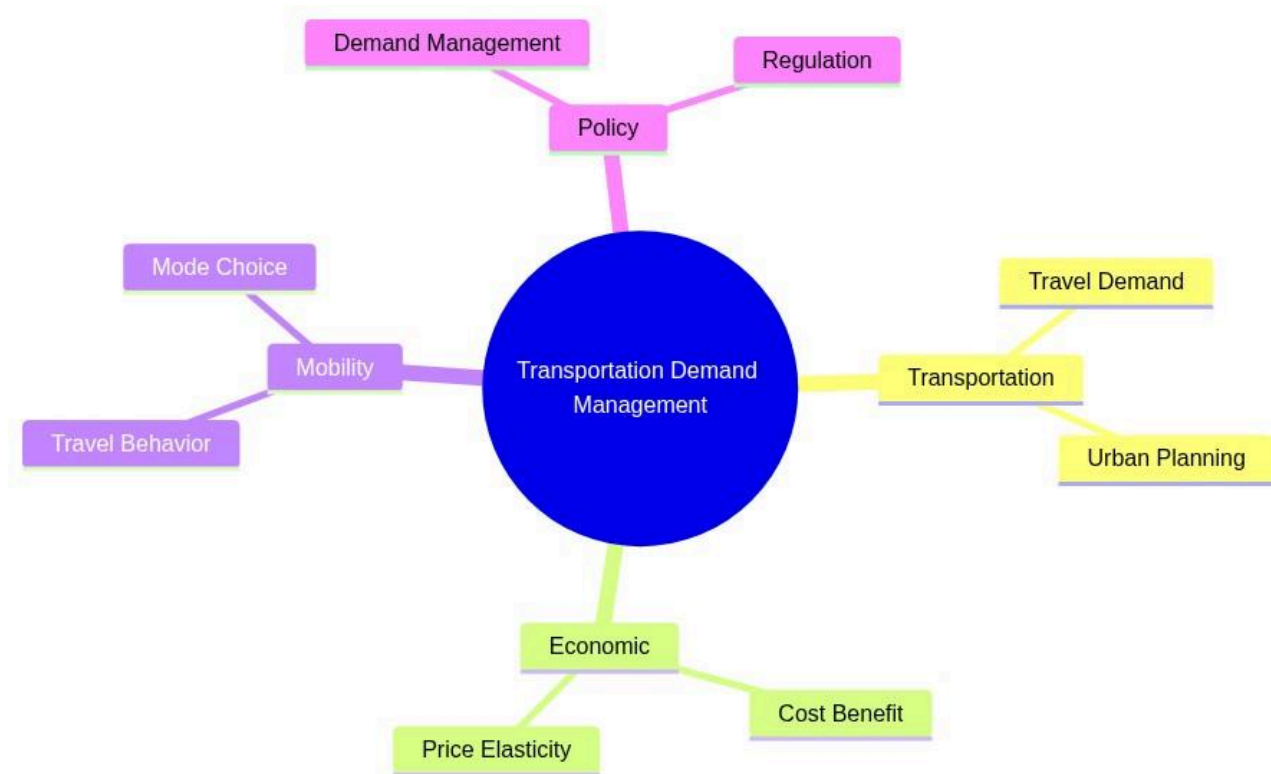 Demand Management
Regulation
Policy
Mode Choice
Travel Demand
Mobility
Transportation Demand
Management
Transportation
Travel Behavior
Urban Planning
Economic
Cost Benefit
Price Elasticity